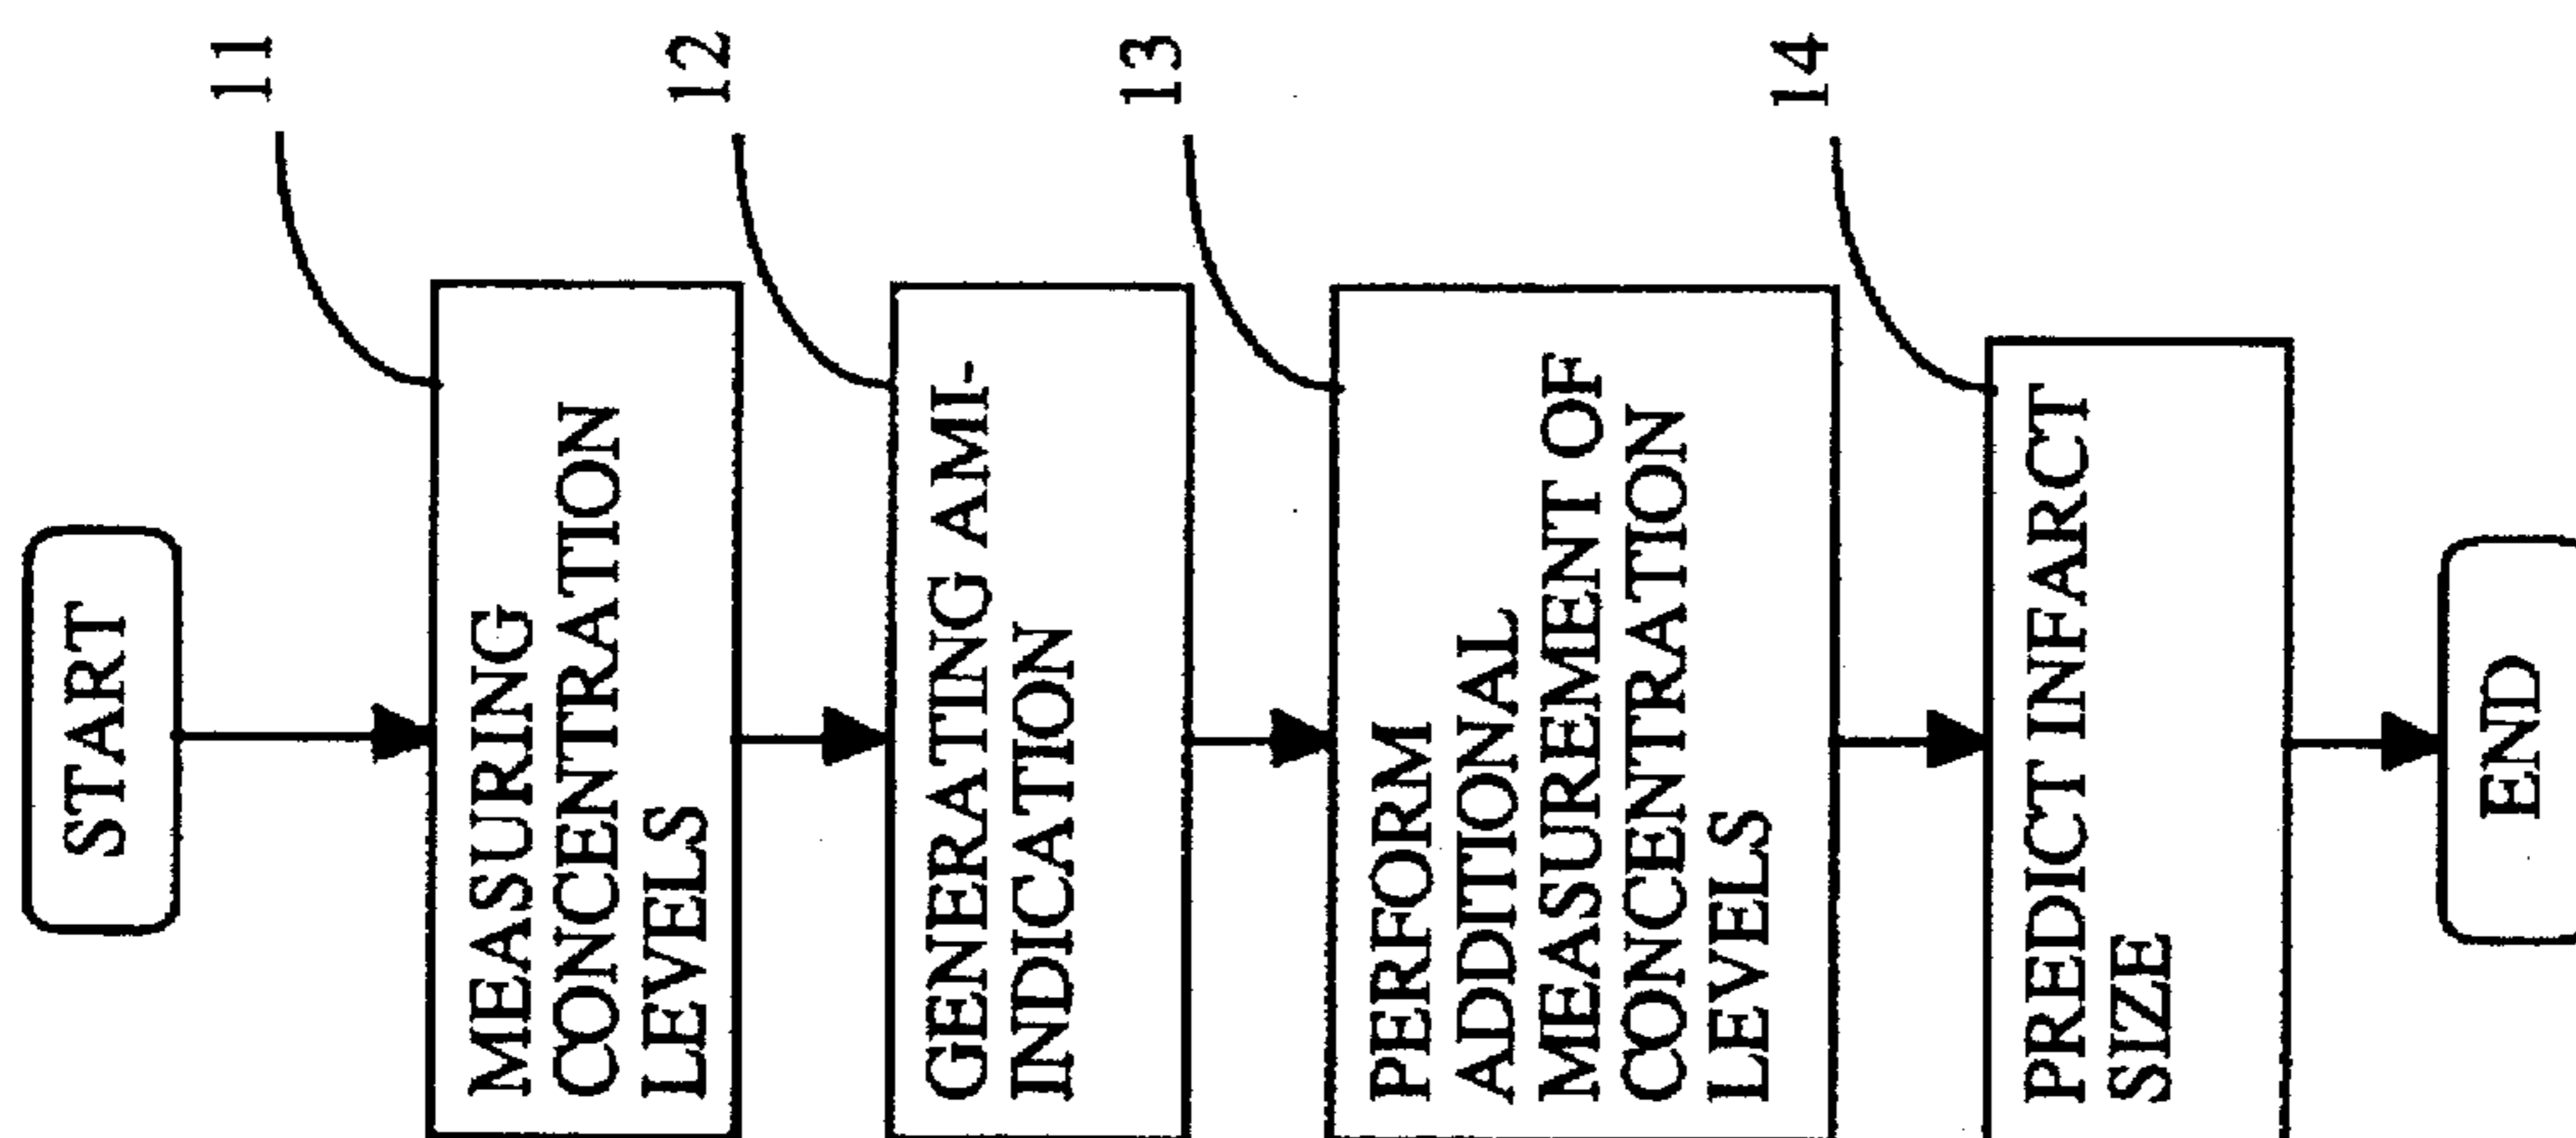 START
11
MEASURING
CONCENTRATION
LEVELS
12
GENERATING AMI-
INDICATION
13
PERFORM
ADDITIONAL
MEASUREMENT OF
CONCENTRATION
LEVELS
14
PREDICT INFARCT
SIZE
END